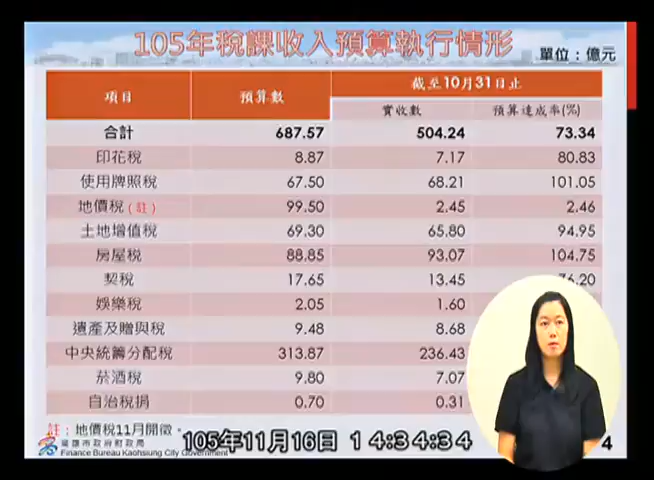 105年稅課收入預算執行情形
單位：億元
項目 預算數 截至10月31日止
實收數 預算達成率(%)
合計 687.57 504.24 73.34
印花稅 8.87 7.17 80.83
使用牌照稅 67.50 68.21 101.05
地價稅(註) 99.50 2.45 2.46
土地增值稅 69.30 65.80 94.95
房屋稅 88.85 93.07 104.75
契稅 17.65 13.45 76.20
娛樂稅 2.05 1.60
遺產及贈與稅 9.48 8.68
中央統籌分配稅 313.87 236.43
菸酒稅 9.80 7.07
自治稅捐 0.70 0.31
註：地價稅11月開徵。
高雄市政府財政局
Finance Bureau Kaohsiung City Government
105年11月16日 14:34:34
4